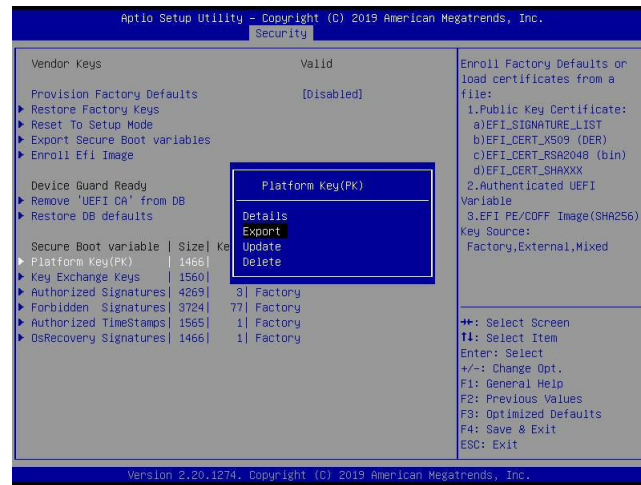 Aptio Setup Utility – Copyright (C) 2019 American Megatrends, Inc.
Security
Vendor Keys Valid
Provision Factory Defaults [Disabled]
Restore Factory Keys
Reset To Setup Mode
Export Secure Boot variables
Enroll Efi Image
Device Guard Ready
Remove 'UEFI CA' from DB
Restore DB defaults
Secure Boot variable | Size| Ke
Platform Key(PK) | 1466|
Key Exchange Keys | 1560|
Authorized Signatures| 4269| 3| Factory
Forbidden Signatures| 3724| 77| Factory
Authorized TimeStamps| 1565| 1| Factory
OsRecovery Signatures| 1466| 1| Factory
Platform Key(PK)
Details
Export
Update
Delete
Enroll Factory Defaults or
load certificates from a
file:
1.Public Key Certificate:
a)EFI_SIGNATURE_LIST
b)EFI_CERT_X509 (DER)
c)EFI_CERT_RSA2048 (bin)
d)EFI_CERT_SHAXXX
2.Authenticated UEFI
Variable
3.EFI PE/COFF Image(SHA256)
Key Source:
Factory,External,Mixed
→←: Select Screen
↑↓: Select Item
Enter: Select
+/-: Change Opt.
F1: General Help
F2: Previous Values
F3: Optimized Defaults
F4: Save & Exit
ESC: Exit
Version 2.20.1274. Copyright (C) 2019 American Megatrends, Inc.